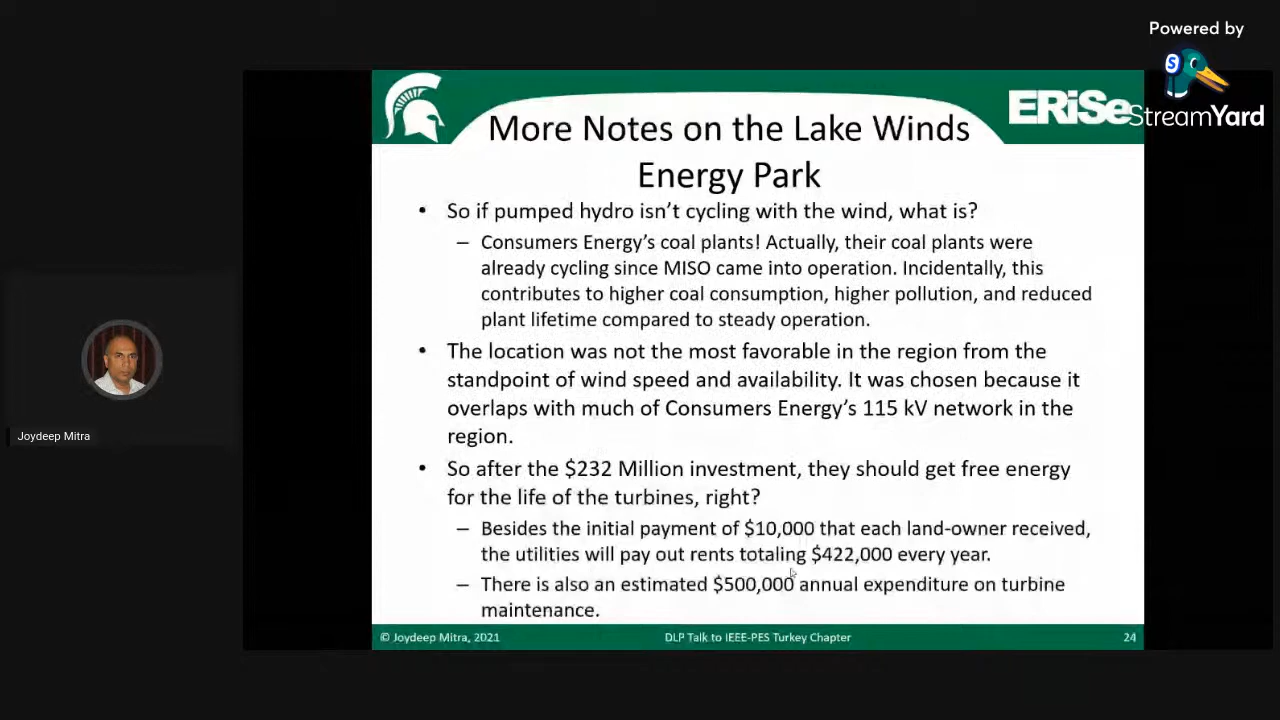 Powered by
S
StreamYard
ERiSe
More Notes on the Lake Winds
Energy Park
• So if pumped hydro isn’t cycling with the wind, what is?
– Consumers Energy’s coal plants! Actually, their coal plants were
already cycling since MISO came into operation. Incidentally, this
contributes to higher coal consumption, higher pollution, and reduced
plant lifetime compared to steady operation.
• The location was not the most favorable in the region from the
standpoint of wind speed and availability. It was chosen because it
overlaps with much of Consumers Energy’s 115 kV network in the
region.
• So after the $232 Million investment, they should get free energy
for the life of the turbines, right?
– Besides the initial payment of $10,000 that each land-owner received,
the utilities will pay out rents totaling $422,000 every year.
– There is also an estimated $500,000 annual expenditure on turbine
maintenance.
© Joydeep Mitra, 2021
DLP Talk to IEEE-PES Turkey Chapter
24
Joydeep Mitra